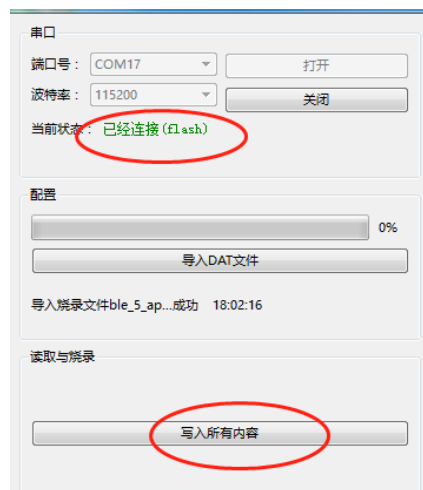 串口
端口号： COM17 打开
波特率： 115200 关闭
当前状态： 已经连接(flash)
配置
0%
导入DAT文件
导入烧录文件ble_5_ap...成功 18:02:16
读取与烧录
写入所有内容